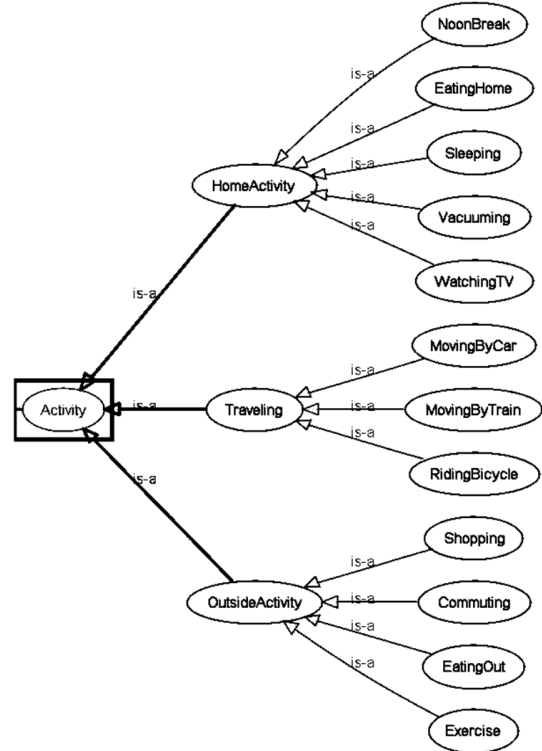 NoonBreak
is-a
EatingHome
is-a
Sleeping
is-a
HomeActivity
is-a
Vacuuming
is-a
WatchingTV
is-a
MovingByCar
is-a
Activity
is-a
Traveling
is-a
MovingByTrain
is-a
RidingBicycle
is-a
Shopping
is-a
OutsideActivity
is-a
Commuting
is-a
EatingOut
is-a
Exercise